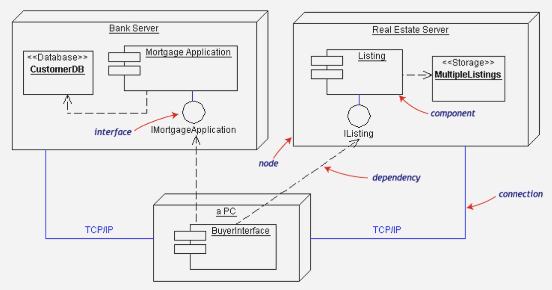 Bank Server
Real Estate Server
<<Database>>
CustomerDB
Mortgage Application
Listing
<<Storage>>
MultipleListings
interface
IMortgageApplication
component
IListing
node
dependency
connection
a PC
BuyerInterface
TCP/IP
TCP/IP